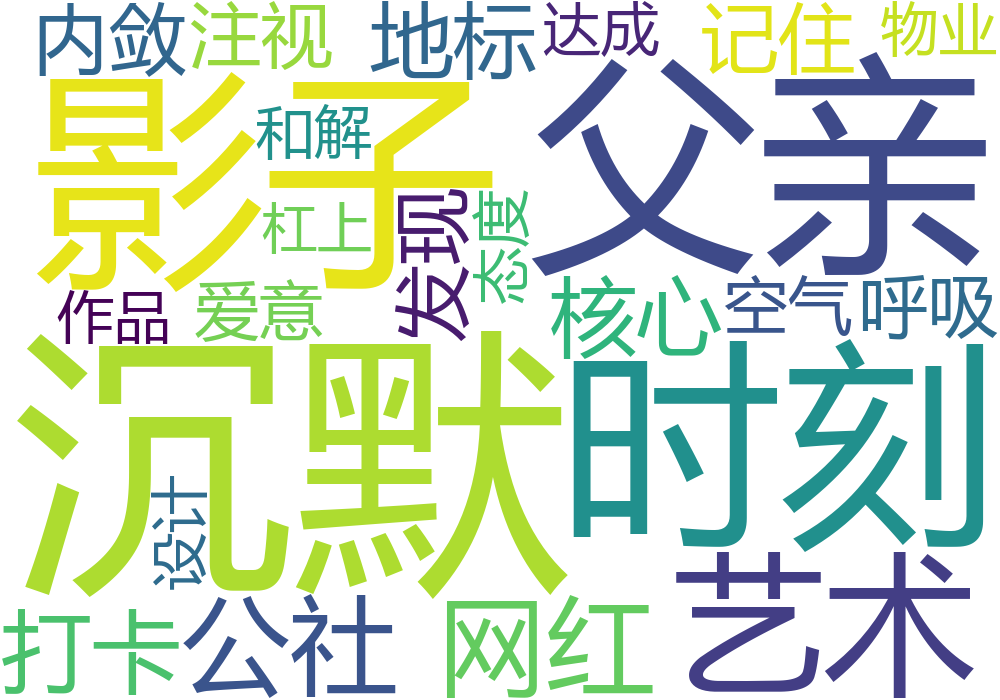 内敛 注视 地标 达成 记住 物业
影子 父亲
和解
杠上 发现 态度
作品 爱意 核心 空气 呼吸
沉默 时刻
设计
打卡 公社 网红 艺术